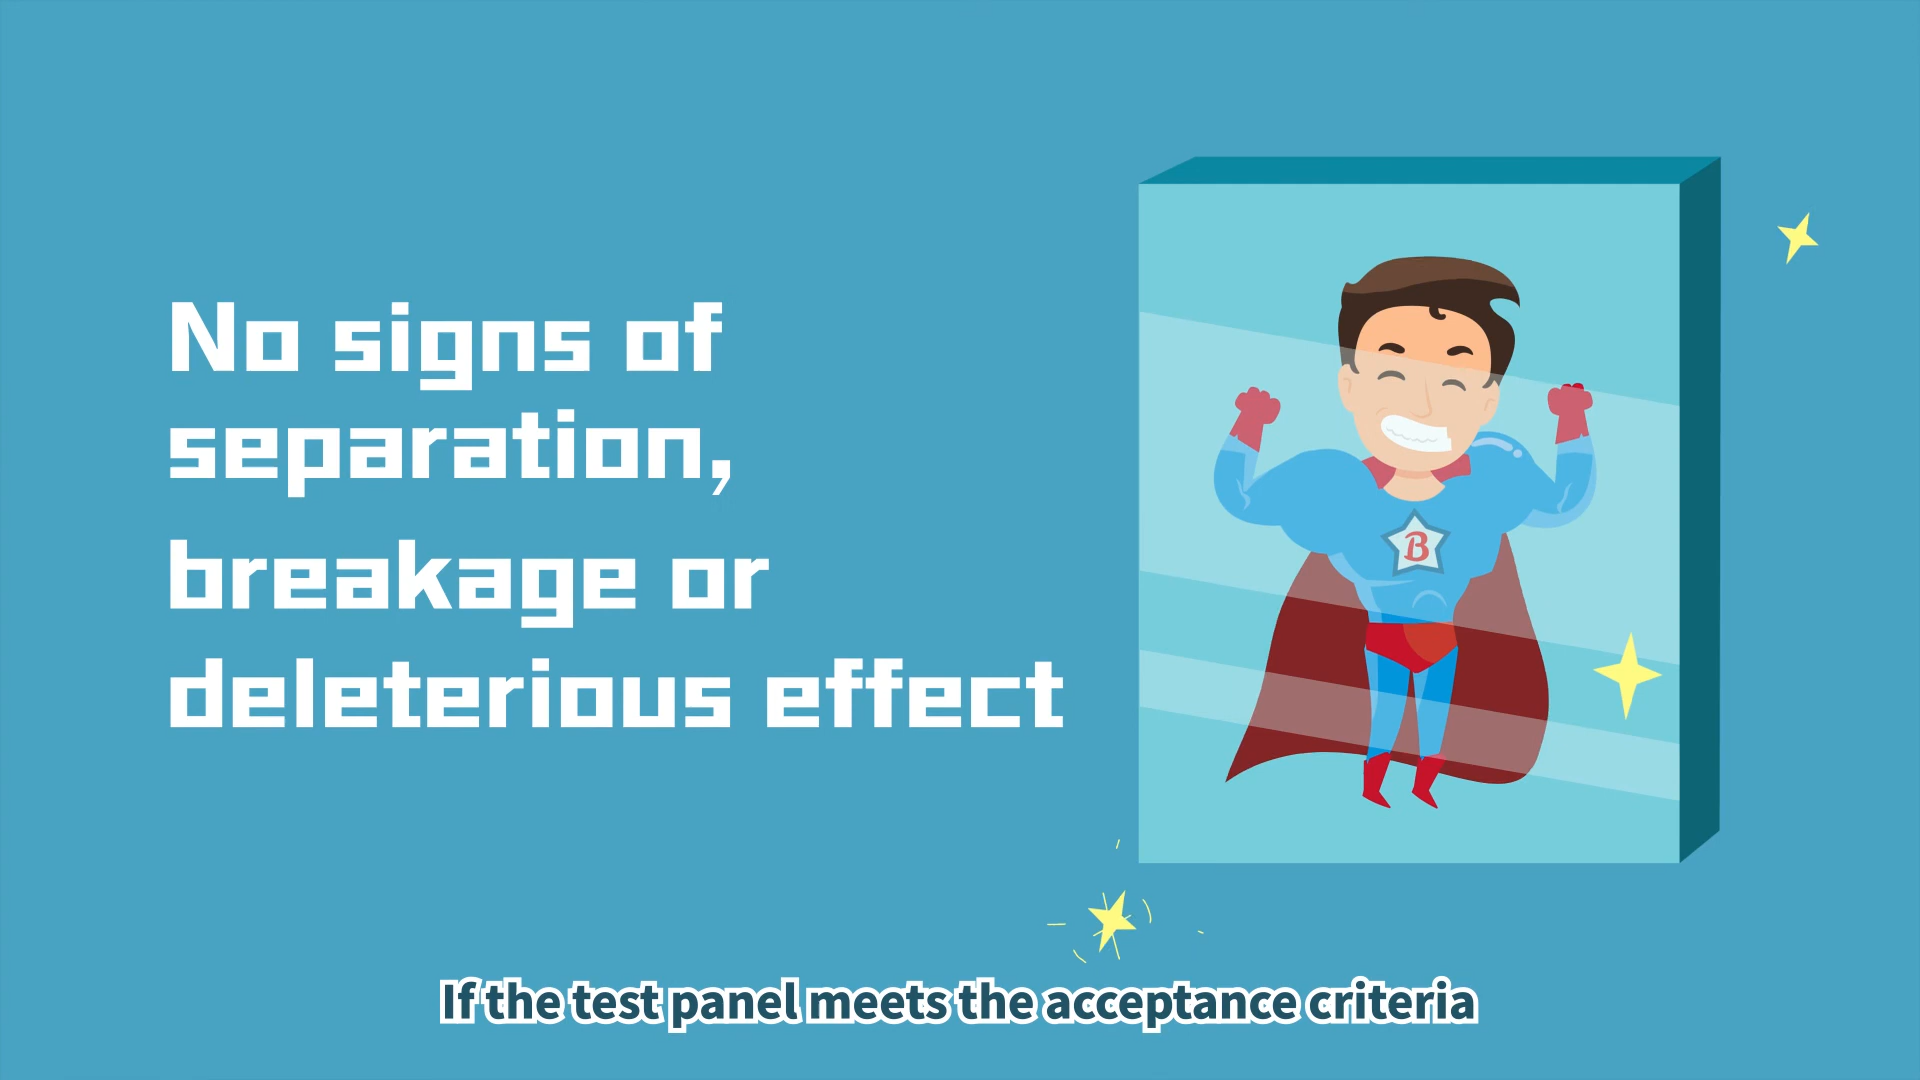 No signs of
separation,
breakage or
deleterious effect
B
If the test panel meets the acceptance criteria